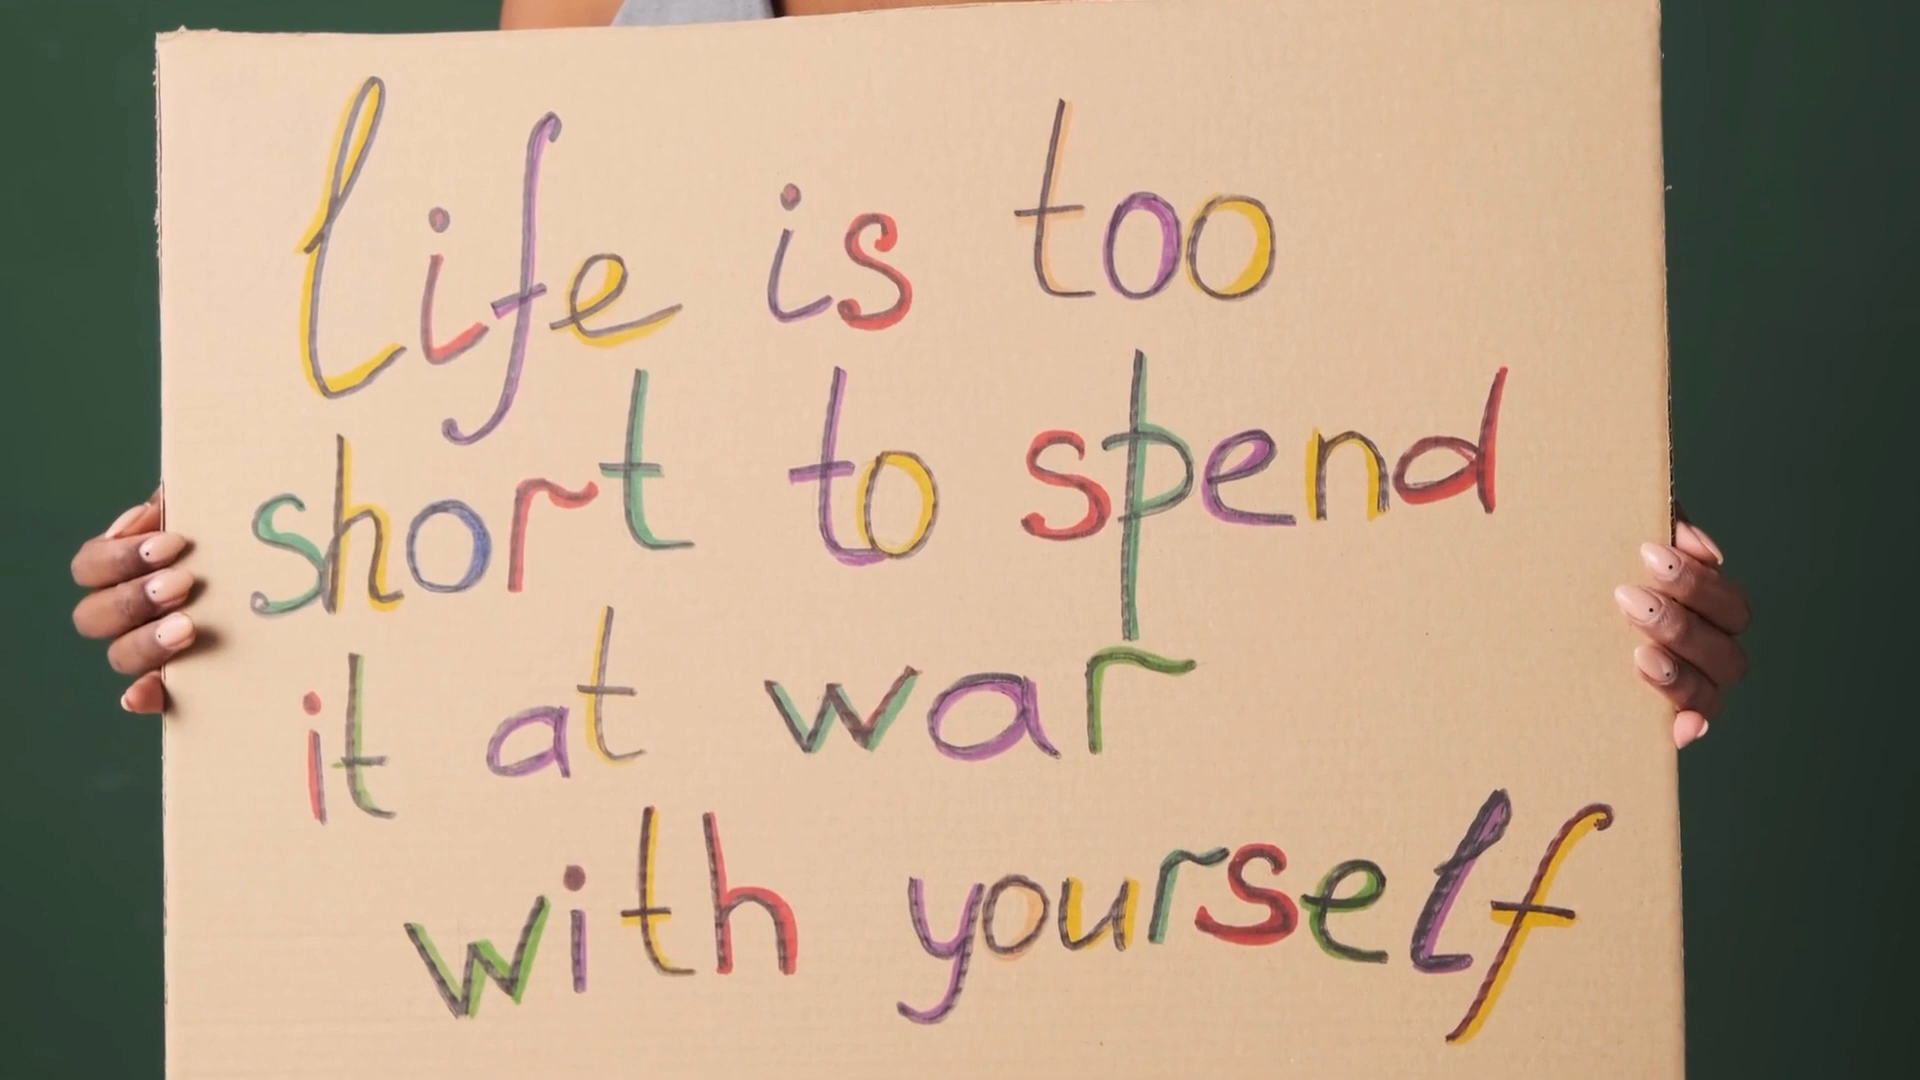 life is too
short to spend
it at war
with yourself